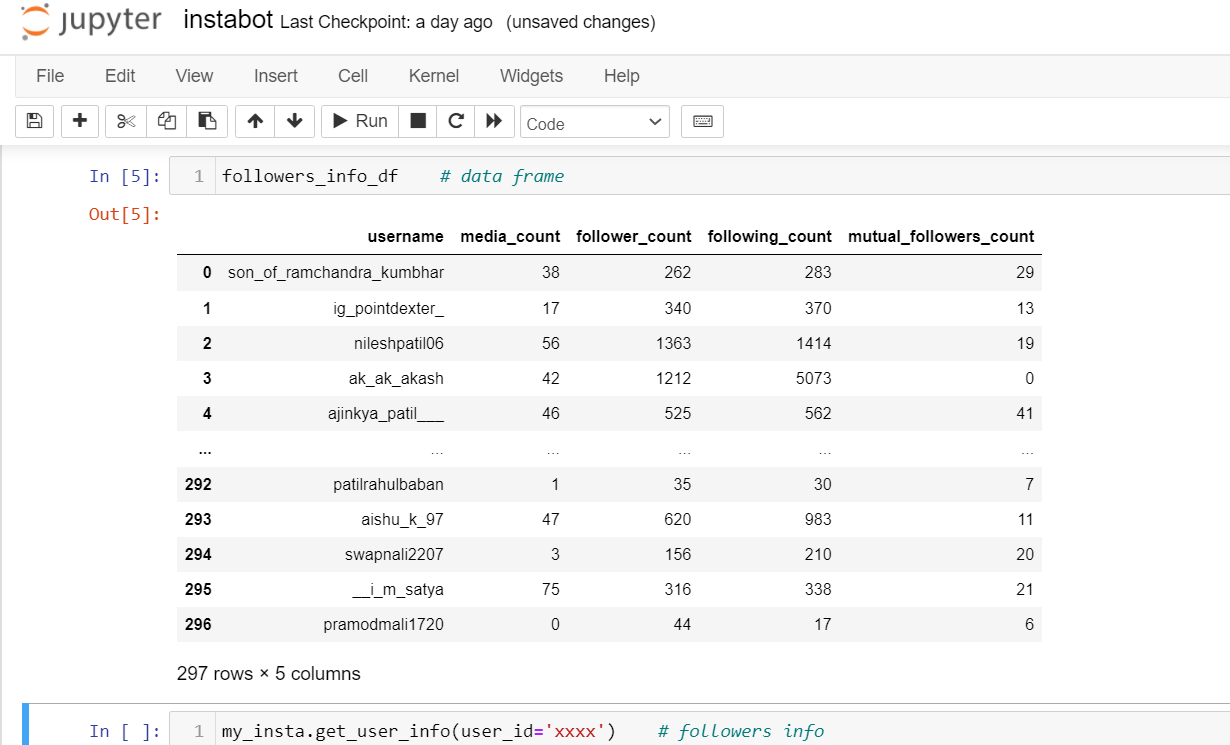 jupyter instabot Last Checkpoint: a day ago (unsaved changes)
File Edit View Insert Cell Kernel Widgets Help
Run Code
In [5]: 1 followers_info_df # data frame
Out[5]:
username media_count follower_count following_count mutual_followers_count
0 son_of_ramchandra_kumbhar 38 262 283 29
1 ig_pointdexter_ 17 340 370 13
2 nileshpatil06 56 1363 1414 19
3 ak_ak_akash 42 1212 5073 0
4 ajinkya_patil___ 46 525 562 41
... ... ... ... ... ...
292 patilrahulbaban 1 35 30 7
293 aishu_k_97 47 620 983 11
294 swapnali2207 3 156 210 20
295 __i_m_satya 75 316 338 21
296 pramodmali1720 0 44 17 6
297 rows × 5 columns
In [ ]: 1 my_insta.get_user_info(user_id='xxxx') # followers info